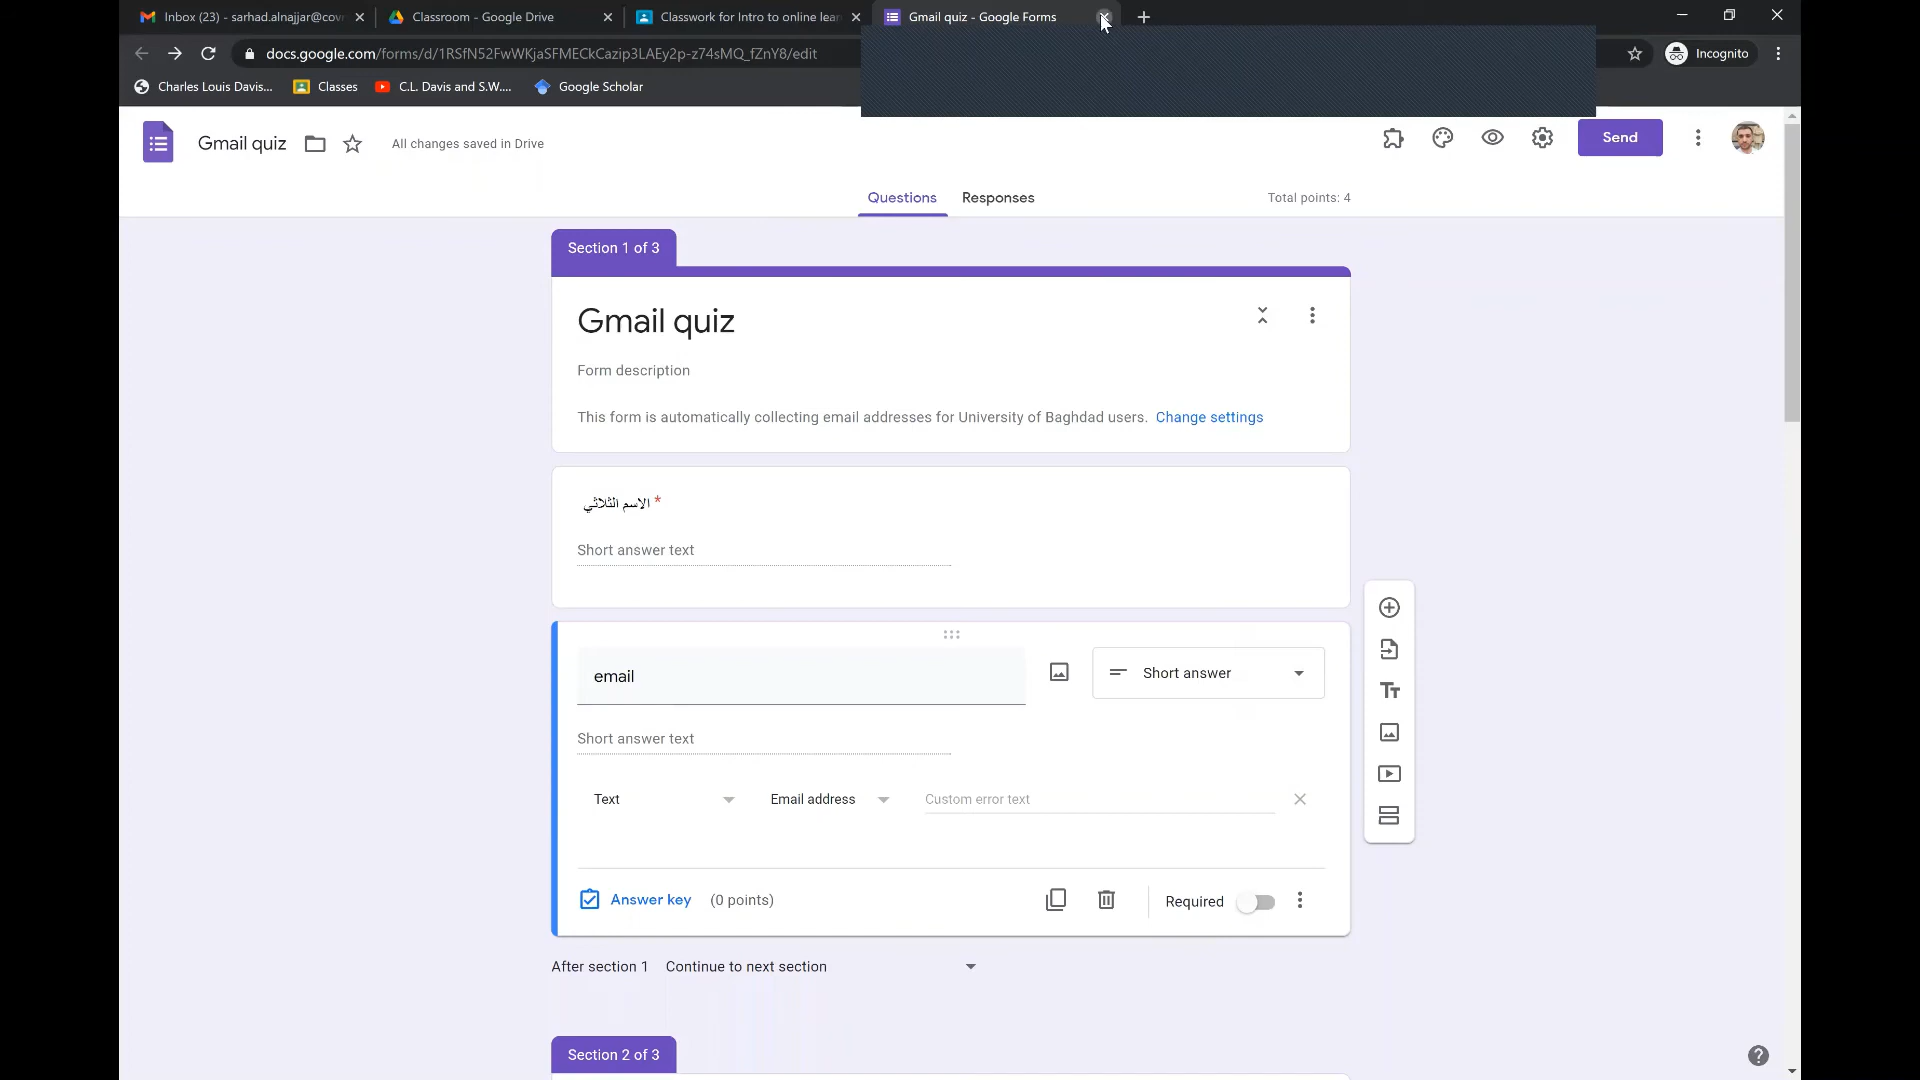 Inbox (23) - sarhad.alnajjar@cov
Classroom - Google Drive
Classwork for Intro to online lear
Gmail quiz - Google Forms
docs.google.com/forms/d/1RSfN52FwWKjaSFMECkCazip3LAEy2p-z74sMQ_fZnY8/edit
Incognito
Charles Louis Davis...
Classes
C.L. Davis and S.W....
Google Scholar
Gmail quiz
All changes saved in Drive
Send
Questions
Responses
Total points: 4
Section 1 of 3
Gmail quiz
Form description
This form is automatically collecting email addresses for University of Baghdad users. Change settings
الاسم الثلاثي *
Short answer text
email
Short answer
Short answer text
Text
Email address
Custom error text
Answer key (0 points)
Required
After section 1 Continue to next section
Section 2 of 3